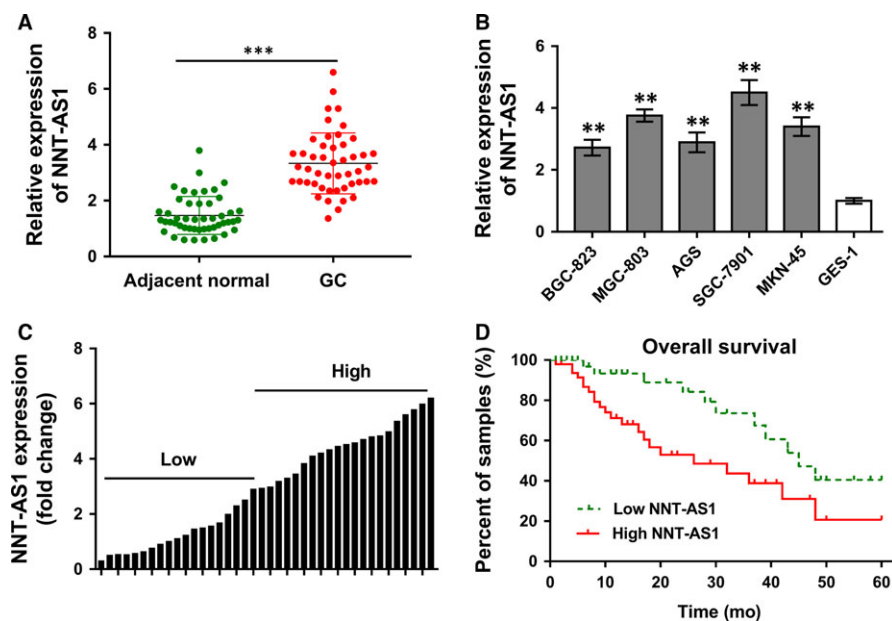 A
***
Relative expression
of NNT-AS1
8
6
4
2
0
Adjacent normal
GC
B
Relative expression
of NNT-AS1
6
4
2
0
**
**
**
**
**
BGC-823
MGC-803
AGS
SGC-7901
MKN-45
GES-1
C
NNT-AS1 expression
(fold change)
8
6
4
2
0
Low
High
D
Overall survival
Percent of samples (%)
100
80
60
40
20
0
Low NNT-AS1
High NNT-AS1
0 10 20 30 40 50 60
Time (mo)